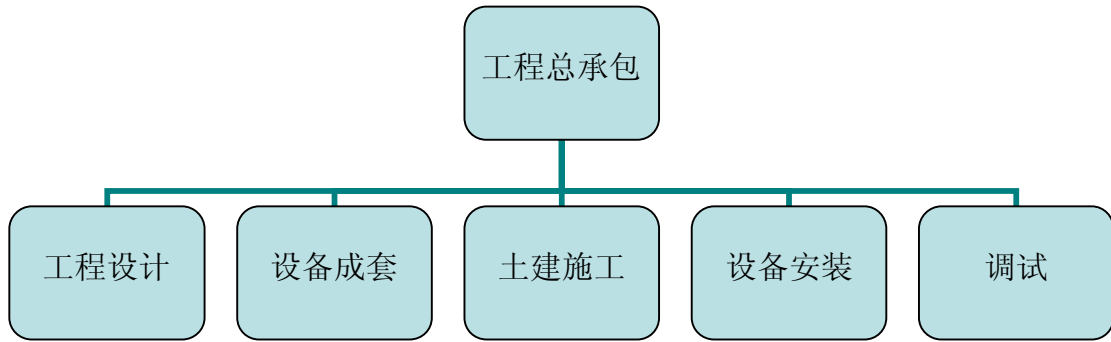 工程总承包
工程设计
设备成套
土建施工
设备安装
调试